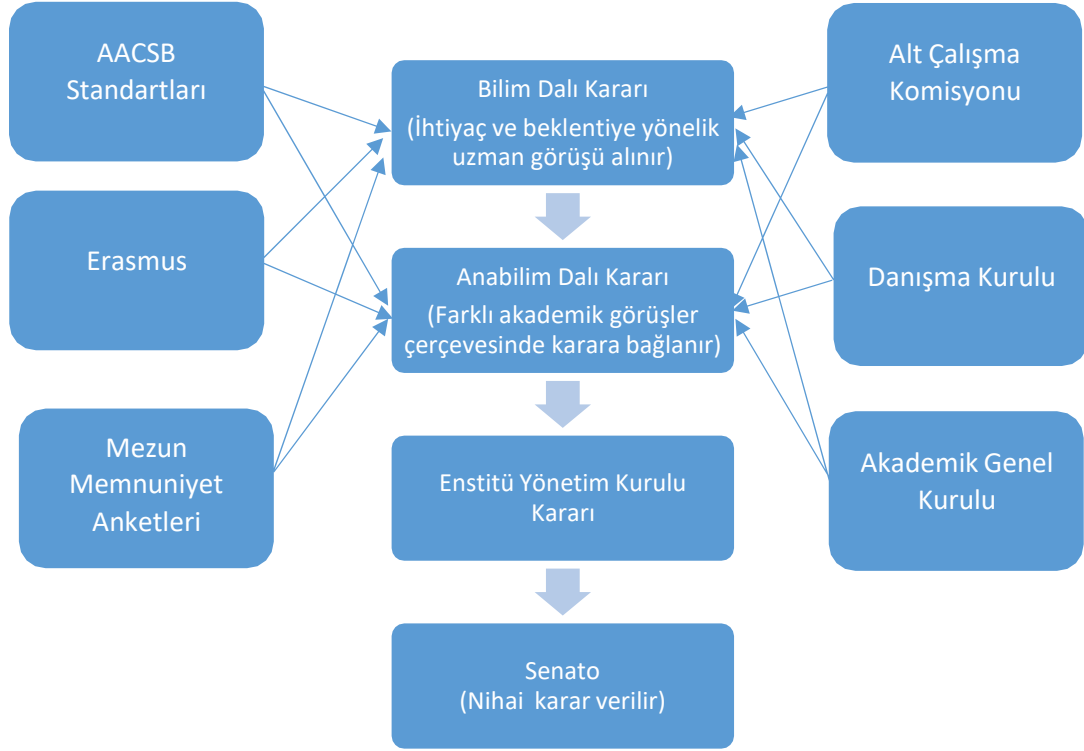 AACSB
Standartları
Erasmus
Mezun
Memnuniyet
Anketleri
Bilim Dalı Kararı
(İhtiyaç ve beklentiye yönelik
uzman görüşü alınır)
Anabilim Dalı Kararı
(Farklı akademik görüşler
çerçevesinde karara bağlanır)
Enstitü Yönetim Kurulu
Kararı
Senato
(Nihai karar verilir)
Alt Çalışma
Komisyonu
Danışma Kurulu
Akademik Genel
Kurulu